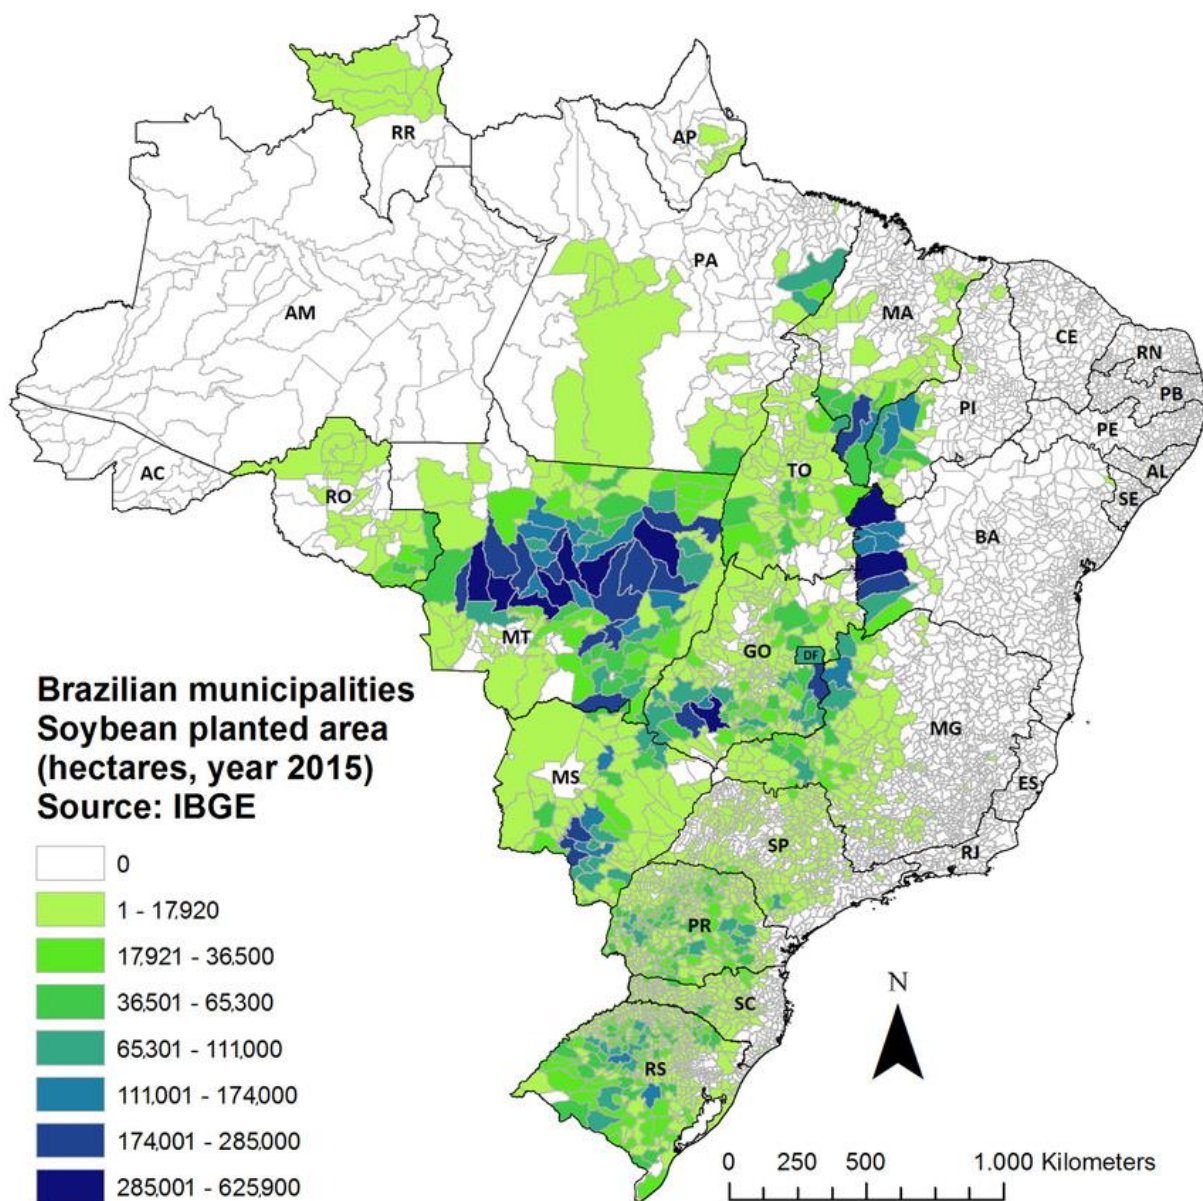 RR
AP
PA
AM
MA
CE
RN
PB
PI
PE
AC
TO
AL
RO
SE
BA
MT
GO
DF
Brazilian municipalities
Soybean planted area
(hectares, year 2015)
Source: IBGE
MG
MS
ES
SP
RJ
0
1 - 17.920
17.921 - 36,500
36,501 - 65,300
65,301 - 111,000
111,001 - 174,000
174,001 - 285,000
285,001 - 625,900
PR
SC
RS
N
0 250 500 1.000 Kilometers